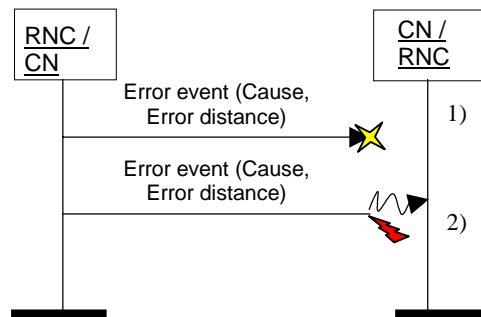 RNC /
CN
CN /
RNC
Error event (Cause,
Error distance)
1)
Error event (Cause,
Error distance)
2)